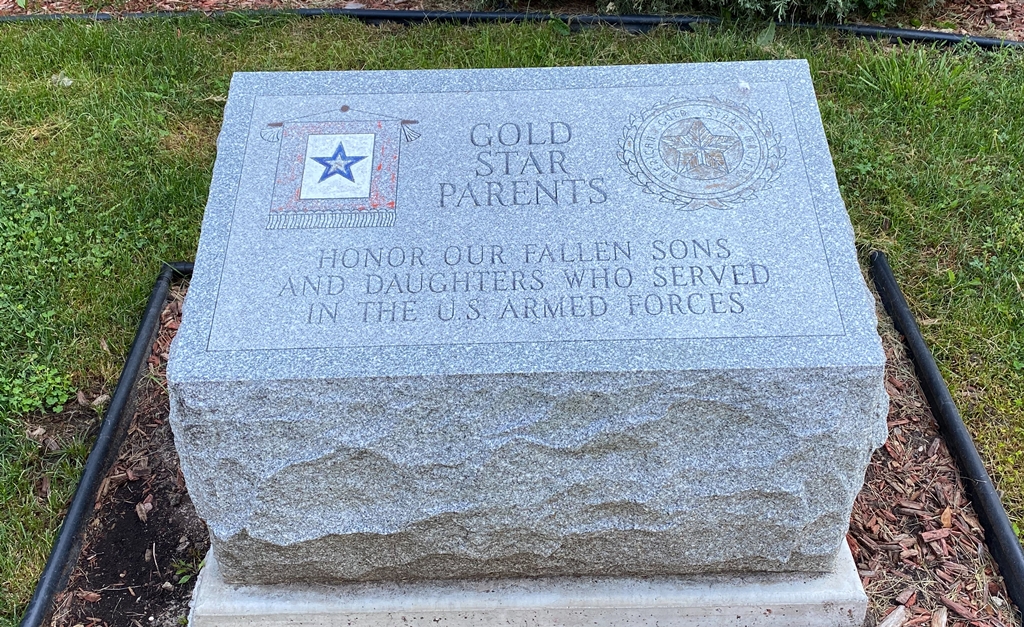 GOLD
STAR
PARENTS
HONOR OUR FALLEN SONS
AND DAUGHTERS WHO SERVED
IN THE U.S. ARMED FORCES